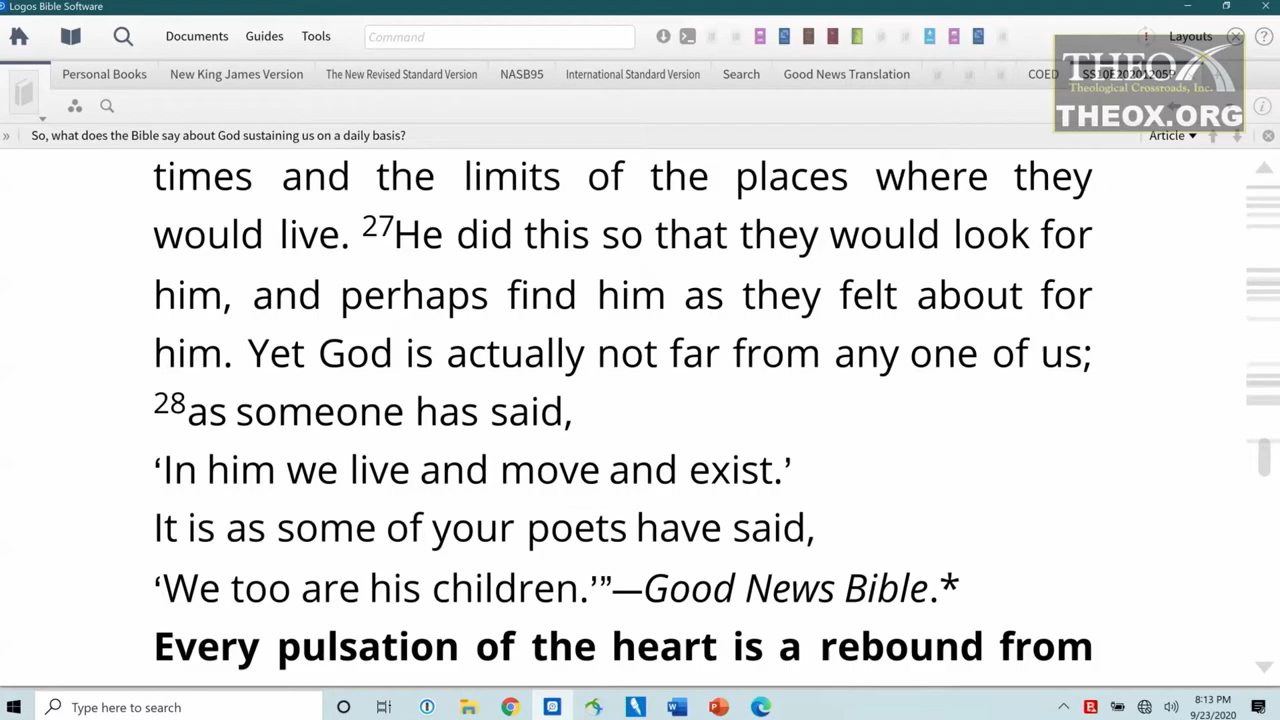 Logos Bible Software
Documents Guides Tools Command Layouts
Personal Books New King James Version The New Revised Standard Version NASB95 International Standard Version Search Good News Translation COED SS10E20201205P
THEOX
Theological Crossroads, Inc.
THEOX.ORG
So, what does the Bible say about God sustaining us on a daily basis? Article
times and the limits of the places where they
would live. 27He did this so that they would look for
him, and perhaps find him as they felt about for
him. Yet God is actually not far from any one of us;
28as someone has said,
‘In him we live and move and exist.’
It is as some of your poets have said,
‘We too are his children.’”—Good News Bible.*
Every pulsation of the heart is a rebound from
Type here to search
8:13 PM
9/23/2020